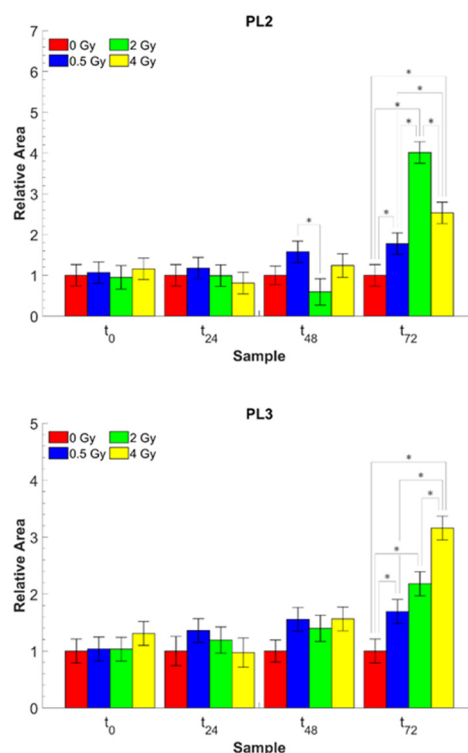 PL2
7
6
5
4
3
2
1
0
Relative Area
0 Gy 2 Gy
0.5 Gy 4 Gy
* * * * * *
t0 t24 t48 t72
Sample
PL3
5
4
3
2
1
0
Relative Area
0 Gy 2 Gy
0.5 Gy 4 Gy
* * * * *
t0 t24 t48 t72
Sample